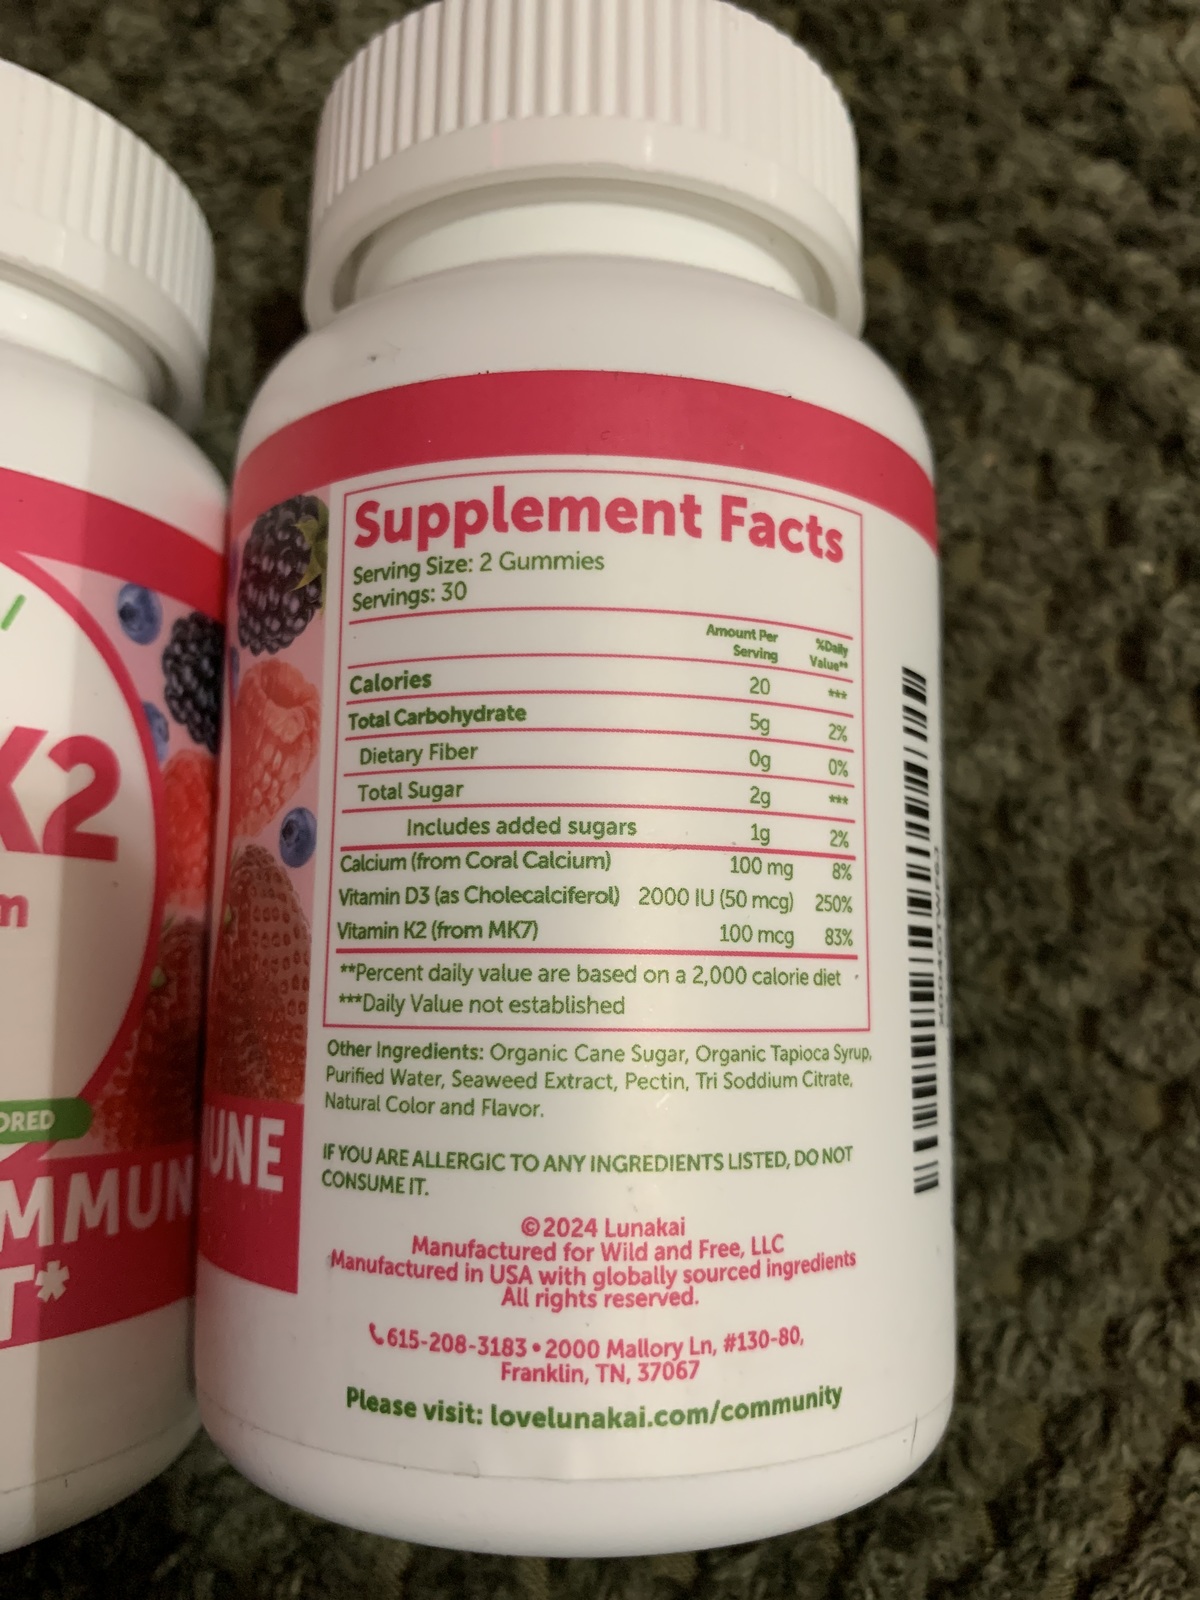 K2
m
ORED
MMUN
T*
UNE
Supplement Facts
Serving Size: 2 Gummies
Servings: 30
Amount Per Serving %Daily Value**
Calories 20 ***
Total Carbohydrate 5g 2%
Dietary Fiber 0g 0%
Total Sugar 2g ***
Includes added sugars 1g 2%
Calcium (from Coral Calcium) 100 mg 8%
Vitamin D3 (as Cholecalciferol) 2000 IU (50 mcg) 250%
Vitamin K2 (from MK7) 100 mcg 83%
**Percent daily value are based on a 2,000 calorie diet
***Daily Value not established
Other Ingredients: Organic Cane Sugar, Organic Tapioca Syrup,
Purified Water, Seaweed Extract, Pectin, Tri Soddium Citrate,
Natural Color and Flavor.
IF YOU ARE ALLERGIC TO ANY INGREDIENTS LISTED, DO NOT
CONSUME IT.
©2024 Lunakai
Manufactured for Wild and Free, LLC
Manufactured in USA with globally sourced ingredients
All rights reserved.
615-208-3183 • 2000 Mallory Ln, #130-80,
Franklin, TN, 37067
Please visit: lovelunakai.com/community